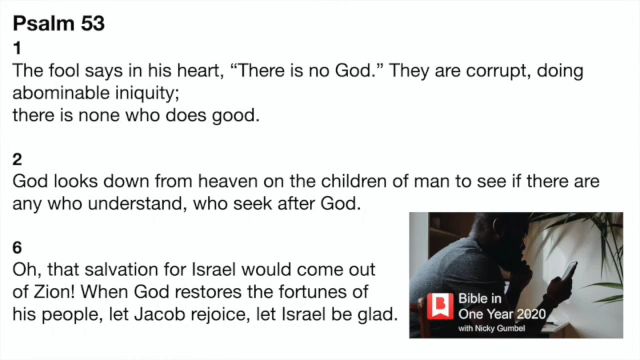 Psalm 53
1
The fool says in his heart, “There is no God.” They are corrupt, doing
abominable iniquity;
there is none who does good.
2
God looks down from heaven on the children of man to see if there are
any who understand, who seek after God.
6
Oh, that salvation for Israel would come out
of Zion! When God restores the fortunes of
his people, let Jacob rejoice, let Israel be glad.
Bible in
One Year 2020
with Nicky Gumbel